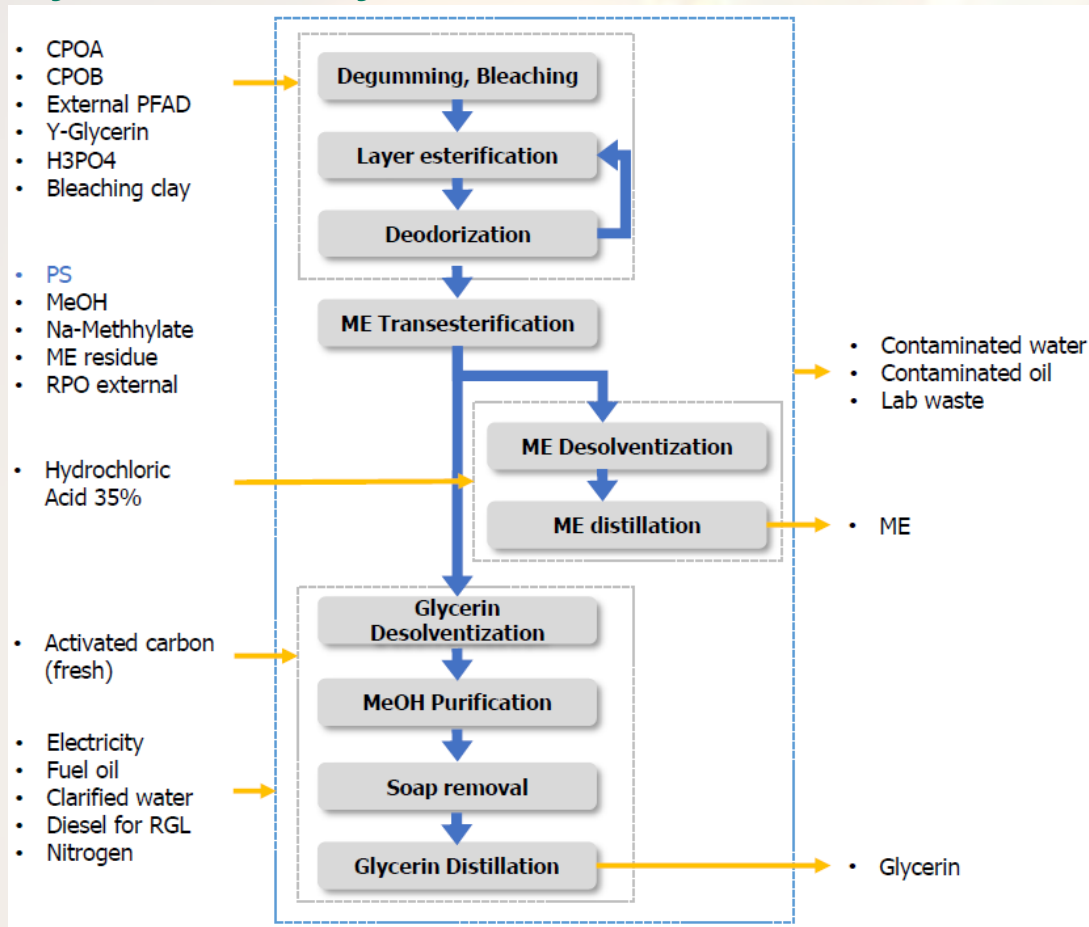 • CPOA
• CPOB
• External PFAD
• Y-Glycerin
• H3PO4
• Bleaching clay
Degumming, Bleaching
Layer esterification
Deodorization
• PS
• MeOH
• Na-Methhylate
• ME residue
• RPO external
ME Transesterification
• Contaminated water
• Contaminated oil
• Lab waste
• Hydrochloric
Acid 35%
ME Desolventization
ME distillation
• ME
• Activated carbon
(fresh)
Glycerin
Desolventization
MeOH Purification
• Electricity
• Fuel oil
• Clarified water
• Diesel for RGL
• Nitrogen
Soap removal
Glycerin Distillation
• Glycerin